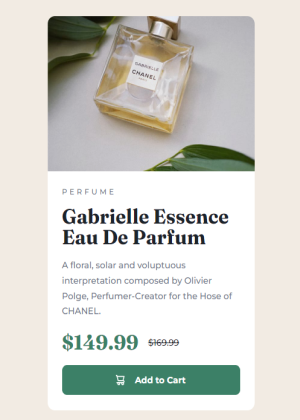 GABRIELLE
CHANEL
PERFUME
Gabrielle Essence
Eau De Parfum
A floral, solar and voluptuous
interpretation composed by Olivier
Polge, Perfumer-Creator for the Hose of
CHANEL.
$149.99 $169.99
Add to Cart